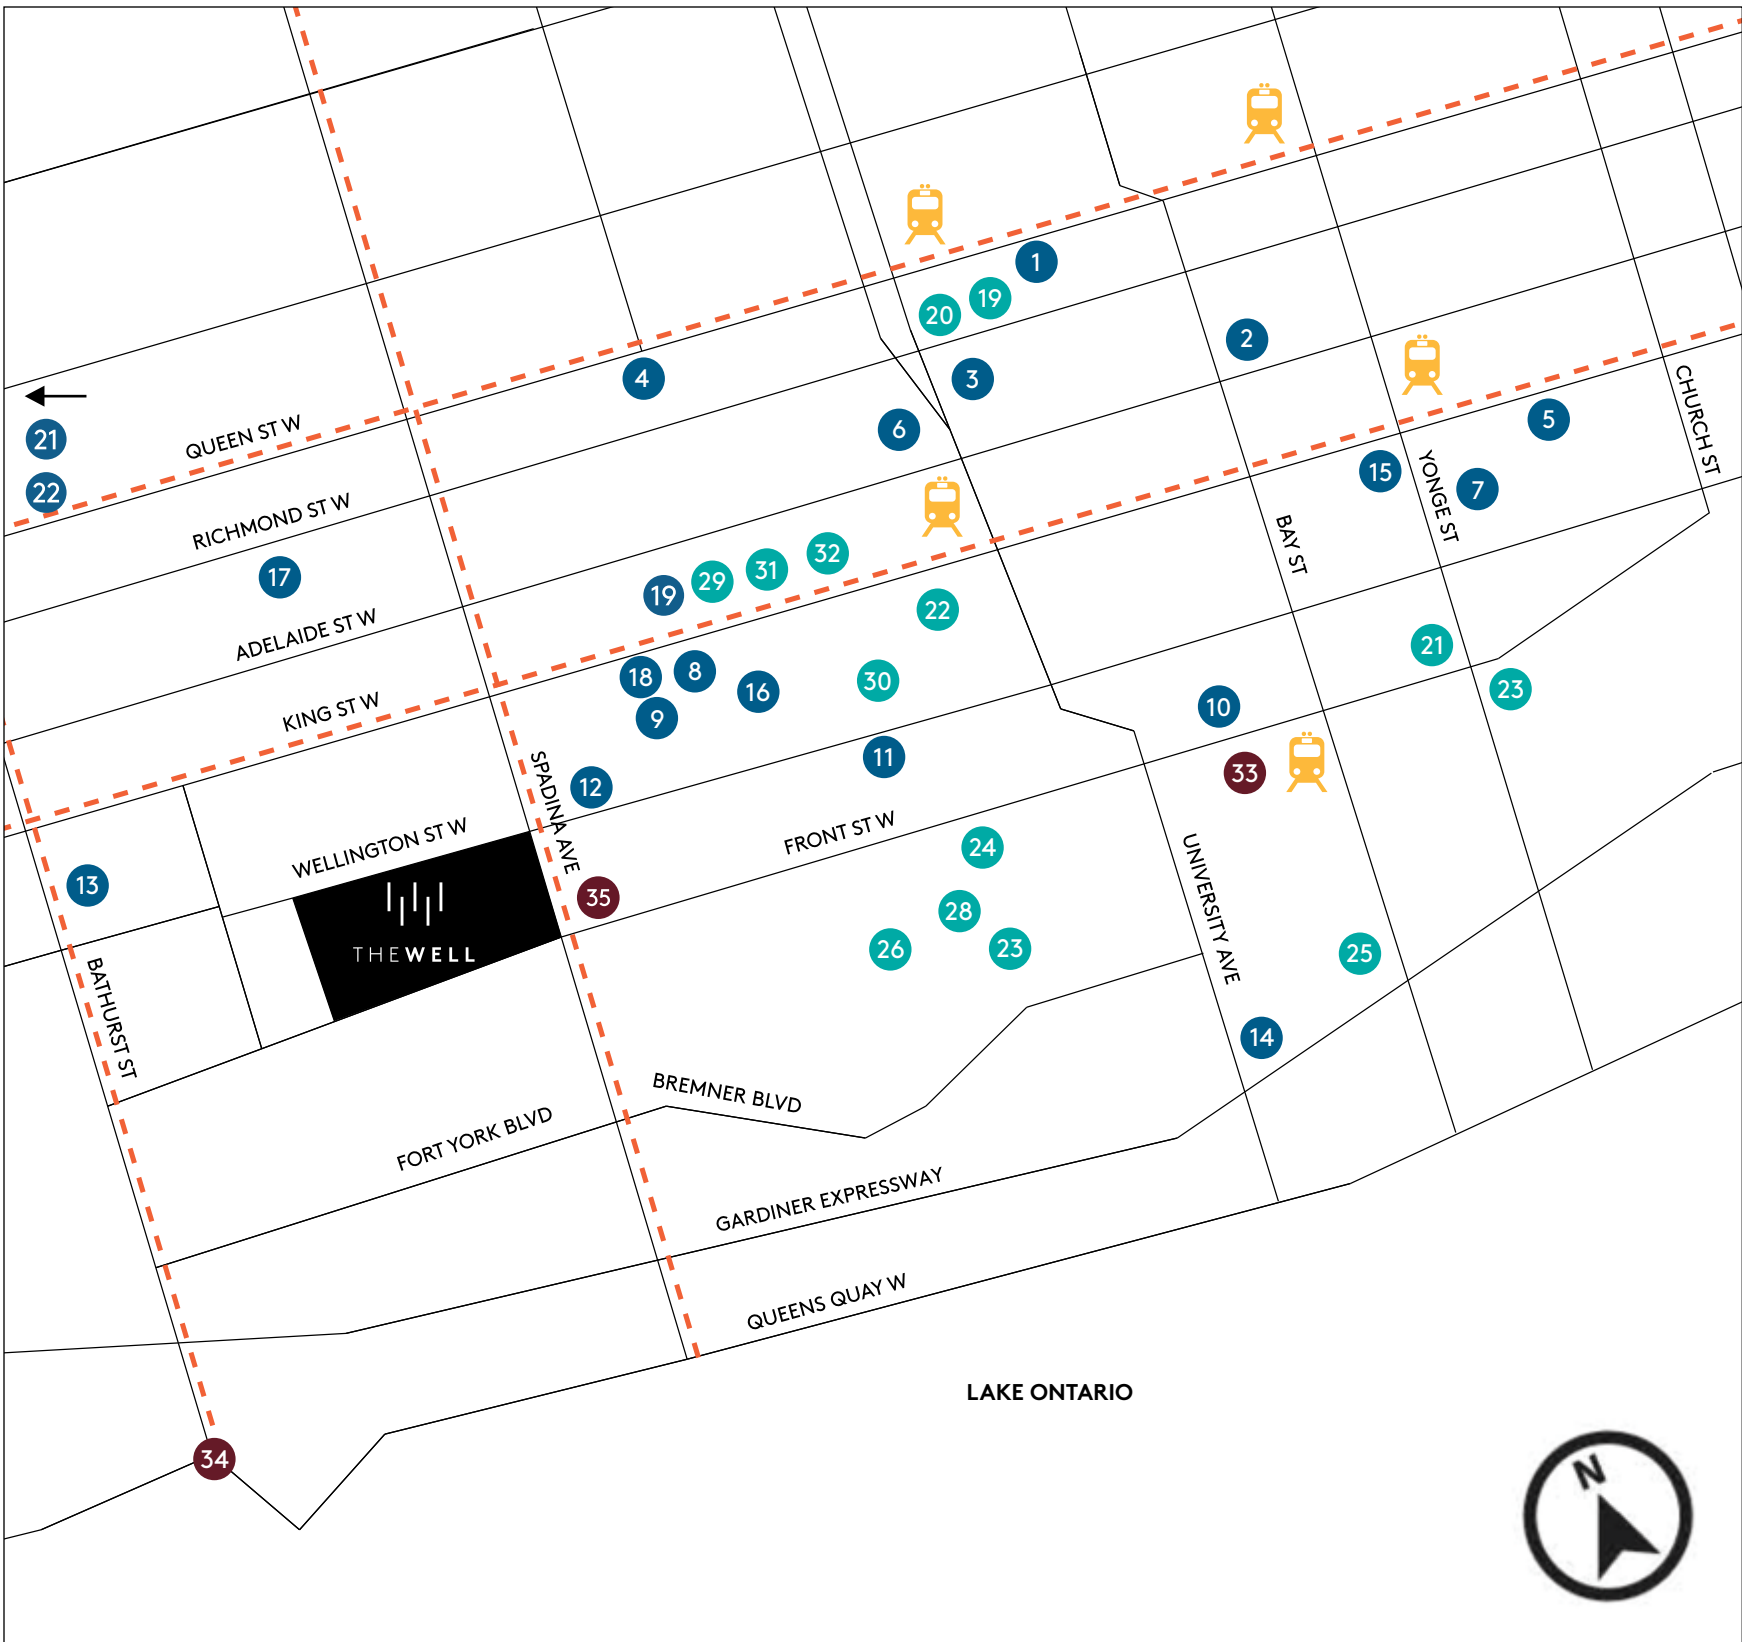 1
20
19
2
4
3
CHURCH ST
6
5
21
QUEEN ST W
15
7
YONGE ST
22
RICHMOND ST W
BAY ST
17
32
31
29
19
22
ADELAIDE ST W
21
18
8
16
30
23
KING ST W
9
10
11
33
SPADINA AVE
12
WELLINGTON ST W
FRONT ST W
24
13
35
UNIVERSITY AVE
28
THEWELL
26
23
25
BATHURST ST
14
BREMNER BLVD
FORT YORK BLVD
GARDINER EXPRESSWAY
QUEENS QUAY W
LAKE ONTARIO
34
N